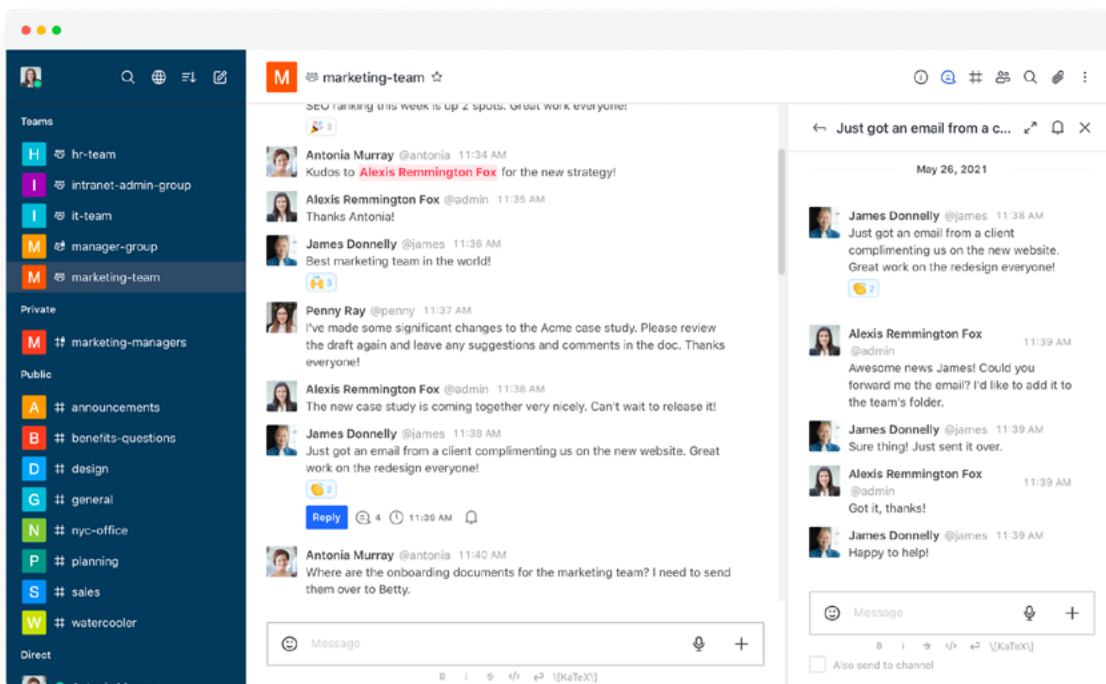 Teams
H hr-team
I intranet-admin-group
I it-team
M manager-group
M marketing-team
Private
M # marketing-managers
Public
A # announcements
B # benefits-questions
D # design
G # general
N # nyc-office
P # planning
S # sales
W # watercooler
Direct
M marketing-team
SEO ranking this week is up 2 spots. Great work everyone!
3
Antonia Murray @antonia 11:34 AM
Kudos to Alexis Remmington Fox for the new strategy!
Alexis Remmington Fox @admin 11:35 AM
Thanks Antonia!
James Donnelly @james 11:36 AM
Best marketing team in the world!
3
Penny Ray @penny 11:37 AM
I've made some significant changes to the Acme case study. Please review
the draft again and leave any suggestions and comments in the doc. Thanks
everyone!
Alexis Remmington Fox @admin 11:38 AM
The new case study is coming together very nicely. Can't wait to release it!
James Donnelly @james 11:38 AM
Just got an email from a client complimenting us on the new website. Great
work on the redesign everyone!
2
Reply 4 11:39 AM
Antonia Murray @antonia 11:40 AM
Where are the onboarding documents for the marketing team? I need to send
them over to Betty.
Message
B i S </> \[KaTeX\]
Just got an email from a c...
May 26, 2021
James Donnelly @james 11:38 AM
Just got an email from a client
complimenting us on the new website.
Great work on the redesign everyone!
2
Alexis Remmington Fox
@admin 11:39 AM
Awesome news James! Could you
forward me the email? I'd like to add it to
the team's folder.
James Donnelly @james 11:39 AM
Sure thing! Just sent it over.
Alexis Remmington Fox
@admin 11:39 AM
Got it, thanks!
James Donnelly @james 11:39 AM
Happy to help!
Message
B i S </> \[KaTeX\]
Also send to channel